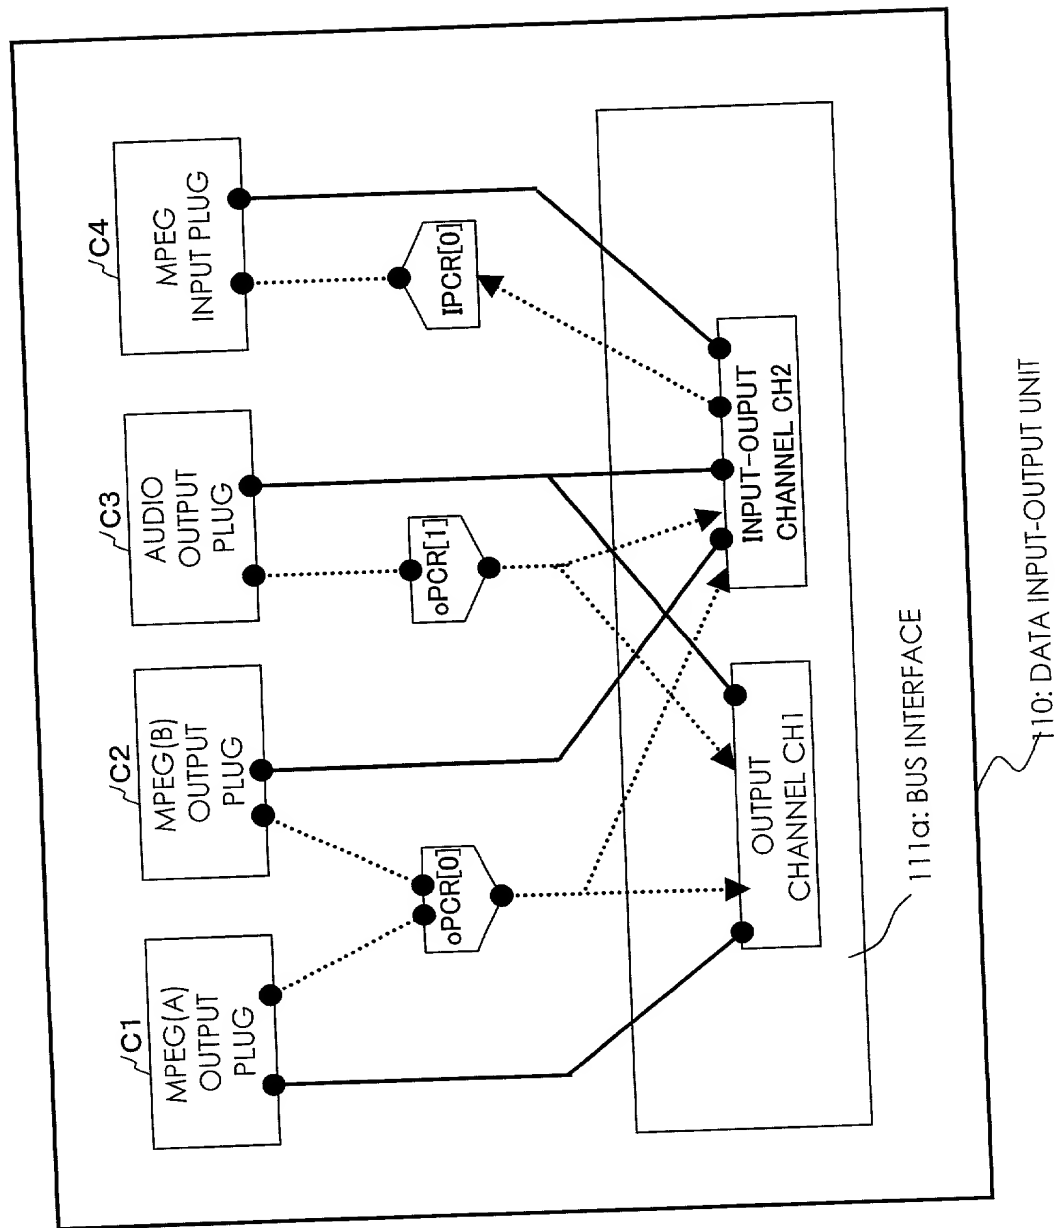 C1
MPEG(A)
OUTPUT
PLUG
C2
MPEG(B)
OUTPUT
PLUG
C3
AUDIO
OUTPUT
PLUG
C4
MPEG
INPUT PLUG
oPCR[0]
oPCR[1]
IPCR[0]
OUTPUT
CHANNEL CH1
INPUT-OUPUT
CHANNEL CH2
111a: BUS INTERFACE
110: DATA INPUT-OUTPUT UNIT